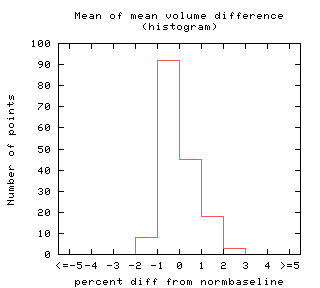 Mean of mean volume difference
(histogram)
100
90
80
70
60
50
40
30
20
10
0
Number of points
<=-5 -4 -3 -2 -1 0 1 2 3 4 >=5
percent diff from normbaseline